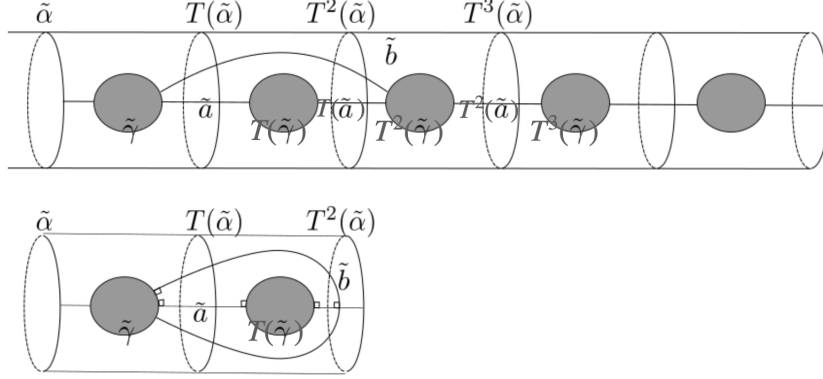 α̃ T(α̃) T²(α̃) T³(α̃)
b̃
ã T(ã) T²(ã)
γ̃ T(γ̃) T²(γ̃) T³(γ̃)
α̃ T(α̃) T²(α̃)
b̃
ã
γ̃ T(γ̃)